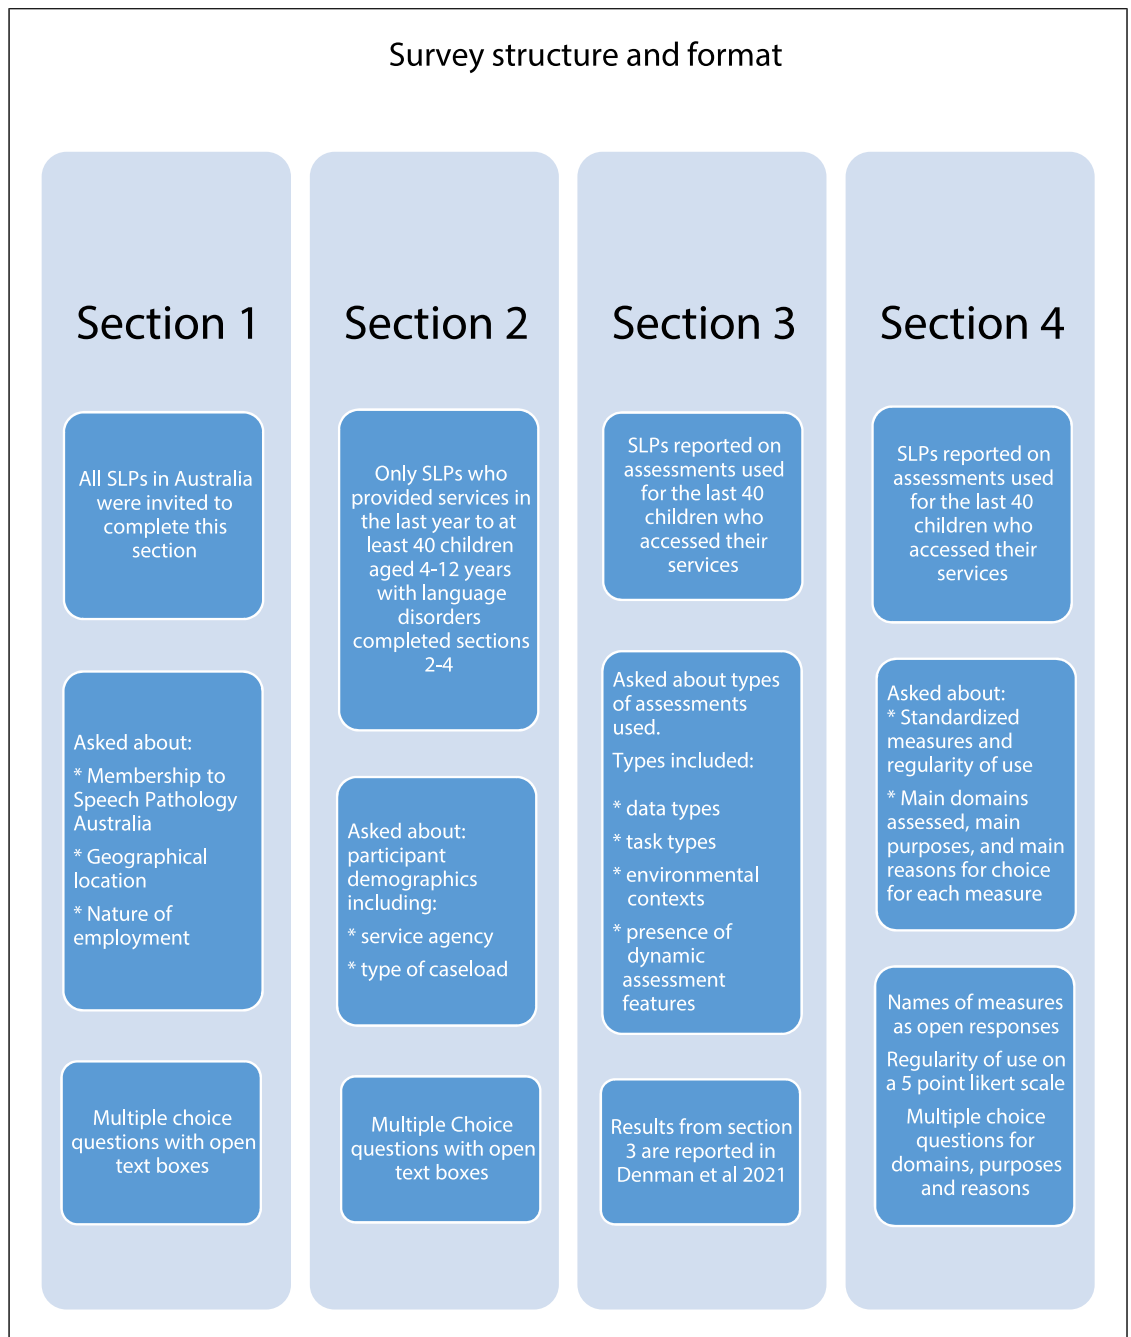 Survey structure and format
Section 1
All SLPs in Australia
were invited to
complete this
section
Asked about:
* Membership to
Speech Pathology
Australia
* Geographical
location
* Nature of
employment
Multiple choice
questions with open
text boxes
Section 2
Only SLPs who
provided services in
the last year to at
least 40 children
aged 4-12 years
with language
disorders
completed sections
2-4
Asked about:
participant
demographics
including:
* service agency
* type of caseload
Multiple Choice
questions with open
text boxes
Section 3
SLPs reported on
assessments used
for the last 40
children who
accessed their
services
Asked about types
of assessments
used.
Types included:
* data types
* task types
* environmental
contexts
* presence of
dynamic
assessment
features
Results from section
3 are reported in
Denman et al 2021
Section 4
SLPs reported on
assessments used
for the last 40
children who
accessed their
services
Asked about:
* Standardized
measures and
regularity of use
* Main domains
assessed, main
purposes, and main
reasons for choice
for each measure
Names of measures
as open responses
Regularity of use on
a 5 point likert scale
Multiple choice
questions for
domains, purposes
and reasons